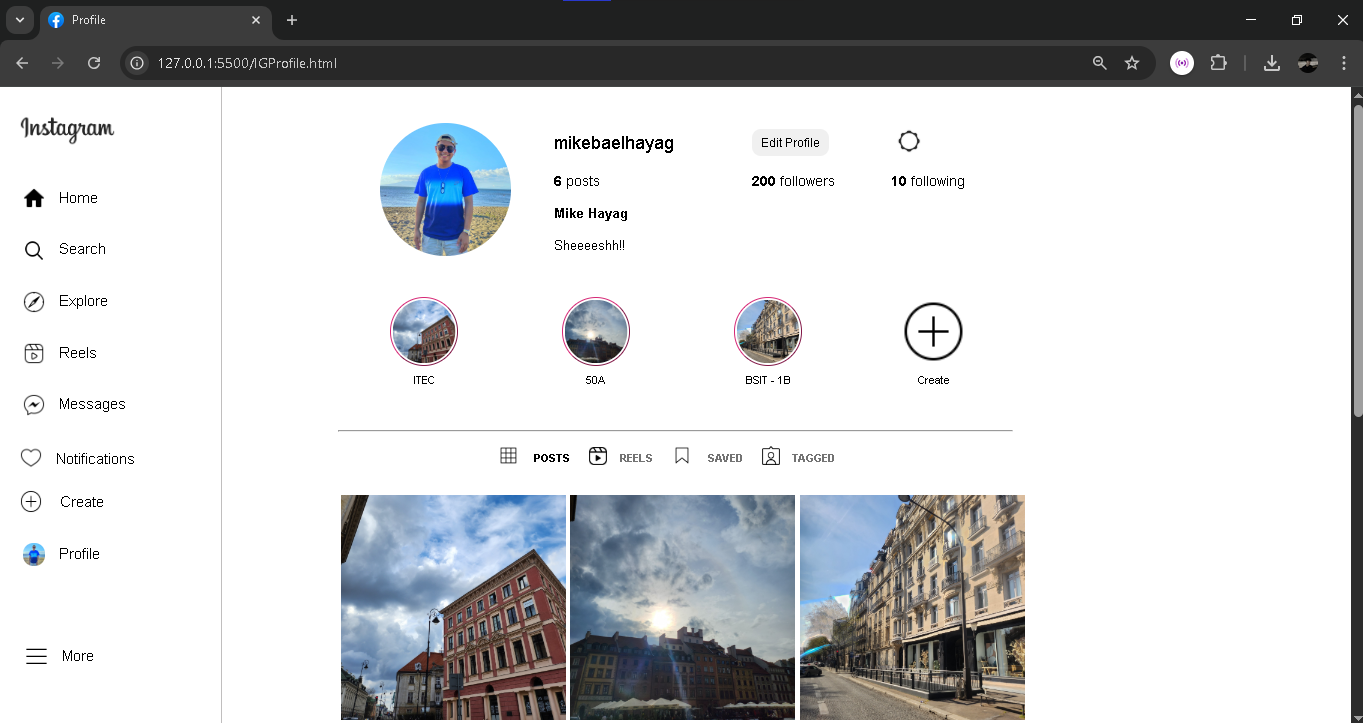 Profile
127.0.0.1:5500/IGProfile.html
Instagram
Home
Search
Explore
Reels
Messages
Notifications
Create
Profile
More
mikebaelhayag
Edit Profile
6 posts
200 followers
10 following
Mike Hayag
Sheeeeshh!!
ITEC
50A
BSIT - 1B
Create
POSTS
REELS
SAVED
TAGGED